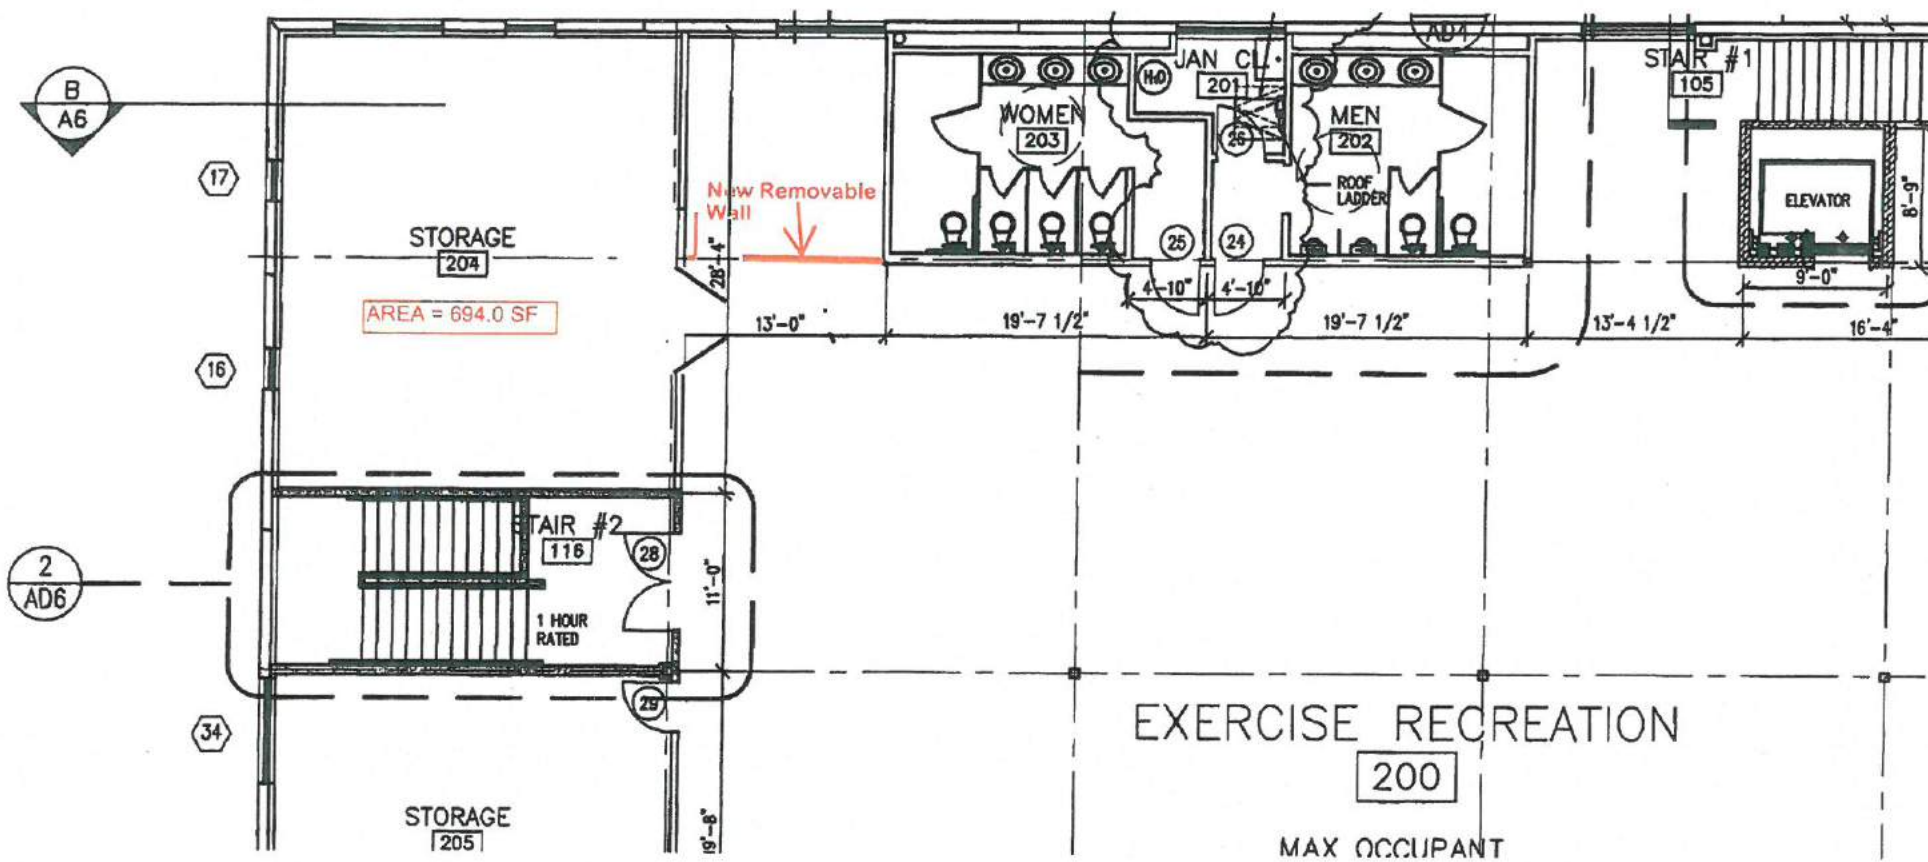 AD1
B
A6
JAN CL.
201
H2O
STAIR #1
105
WOMEN
203
MEN
202
26
17
New Removable
Wall
ROOF
LADDER
ELEVATOR
8'-9"
STORAGE
204
28'-4"
25
24
9'-0"
4'-10"
4'-10"
AREA = 694.0 SF
13'-0"
19'-7 1/2"
19'-7 1/2"
13'-4 1/2"
16'-4"
16
STAIR #2
116
28
2
AD6
11'-0"
1 HOUR
RATED
29
34
EXERCISE RECREATION
200
STORAGE
205
19'-8"
MAX OCCUPANT